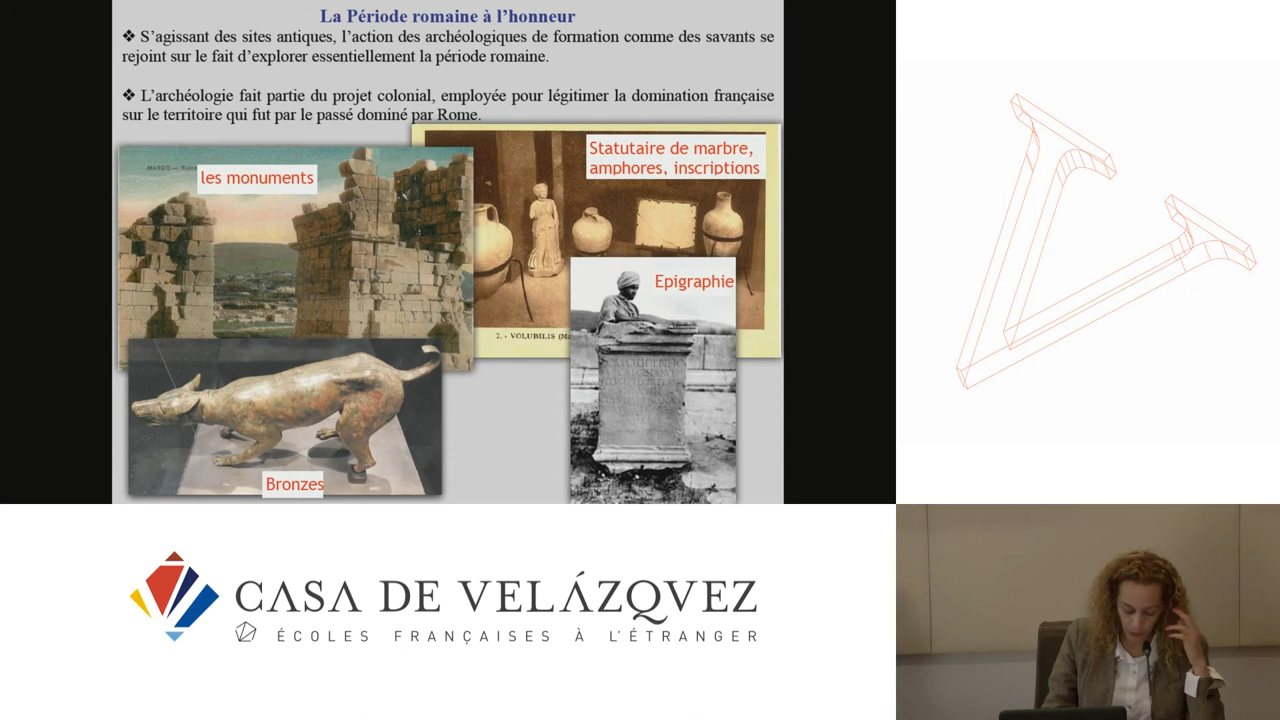 La Période romaine à l’honneur
❖ S’agissant des sites antiques, l’action des archéologiques de formation comme des savants se
rejoint sur le fait d’explorer essentiellement la période romaine.
❖ L’archéologie fait partie du projet colonial, employée pour légitimer la domination française
sur le territoire qui fut par le passé dominé par Rome.
MAROC —
les monuments
Statutaire de marbre,
amphores, inscriptions
Epigraphie
2. - VOLUBILIS
Bronzes
CASA DE VELÁZQVEZ
ÉCOLES FRANÇAISES À L'ÉTRANGER